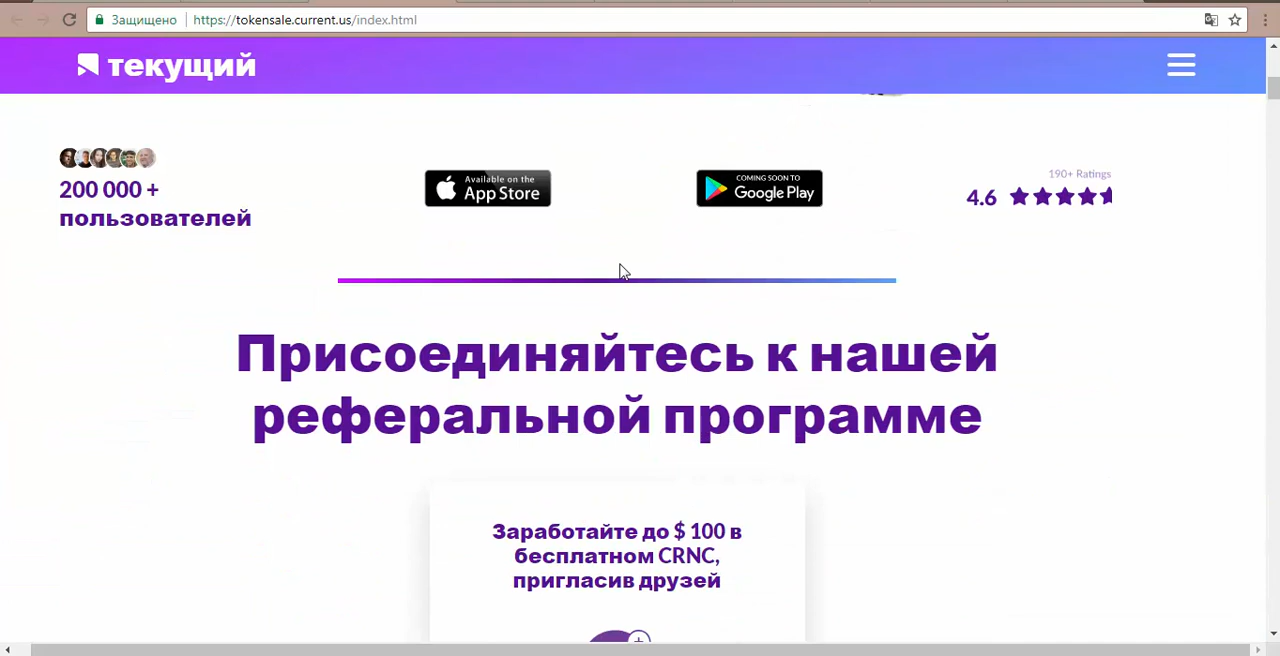 Защищено https://tokensale.current.us/index.html
текущий
200 000 +
пользователей
Available on the
App Store
COMING SOON TO
Google Play
190+ Ratings
4.6
Присоединяйтесь к нашей
реферальной программе
Заработайте до $ 100 в
бесплатном CRNC,
пригласив друзей